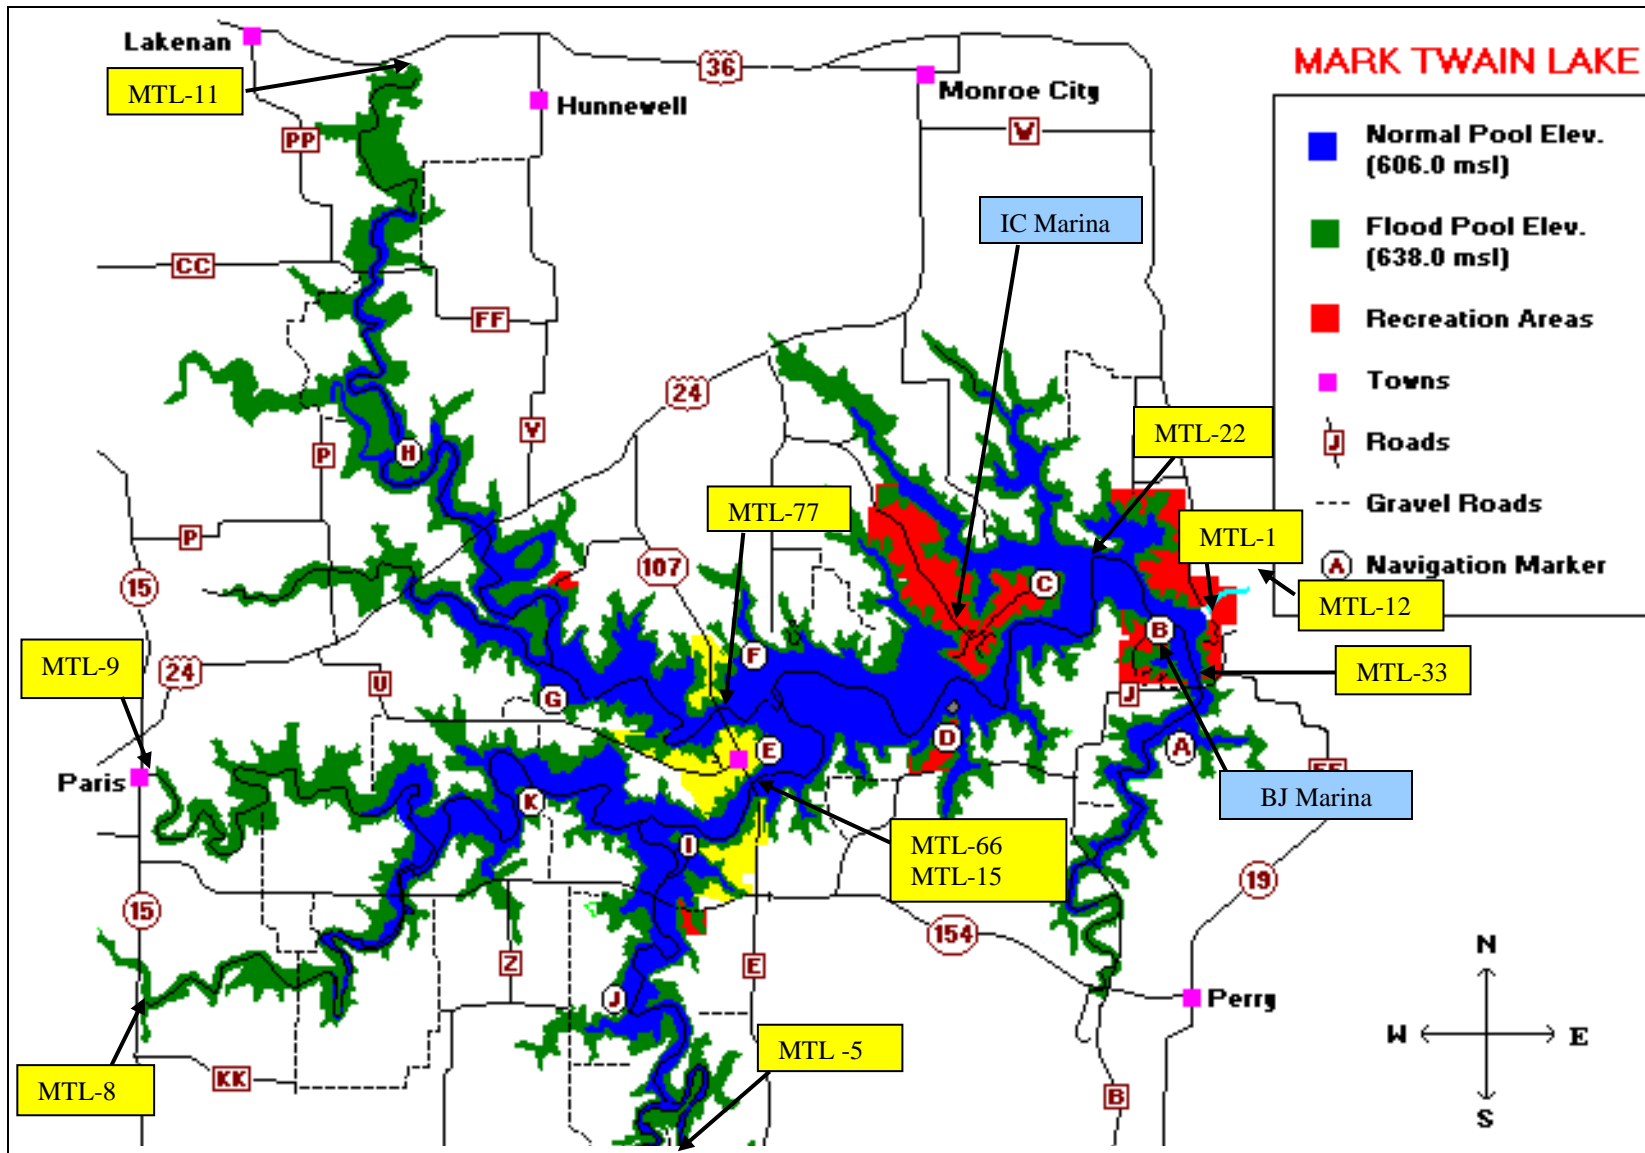 Lakenan
MTL-11
Hunnewell
36
Monroe City
MARK TWAIN LAKE
PP
W
Normal Pool Elev.
(606.0 msl)
IC Marina
Flood Pool Elev.
(638.0 msl)
CC
FF
Recreation Areas
24
Towns
V
MTL-22
H
P
J
Roads
MTL-77
Gravel Roads
P
MTL-1
107
15
C
A
Navigation Marker
MTL-12
B
MTL-9
24
F
MTL-33
U
G
J
D
E
A
Paris
K
BJ Marina
I
MTL-66
MTL-15
19
15
154
N
Z
E
J
Perry
W
E
MTL -5
KK
MTL-8
B
S